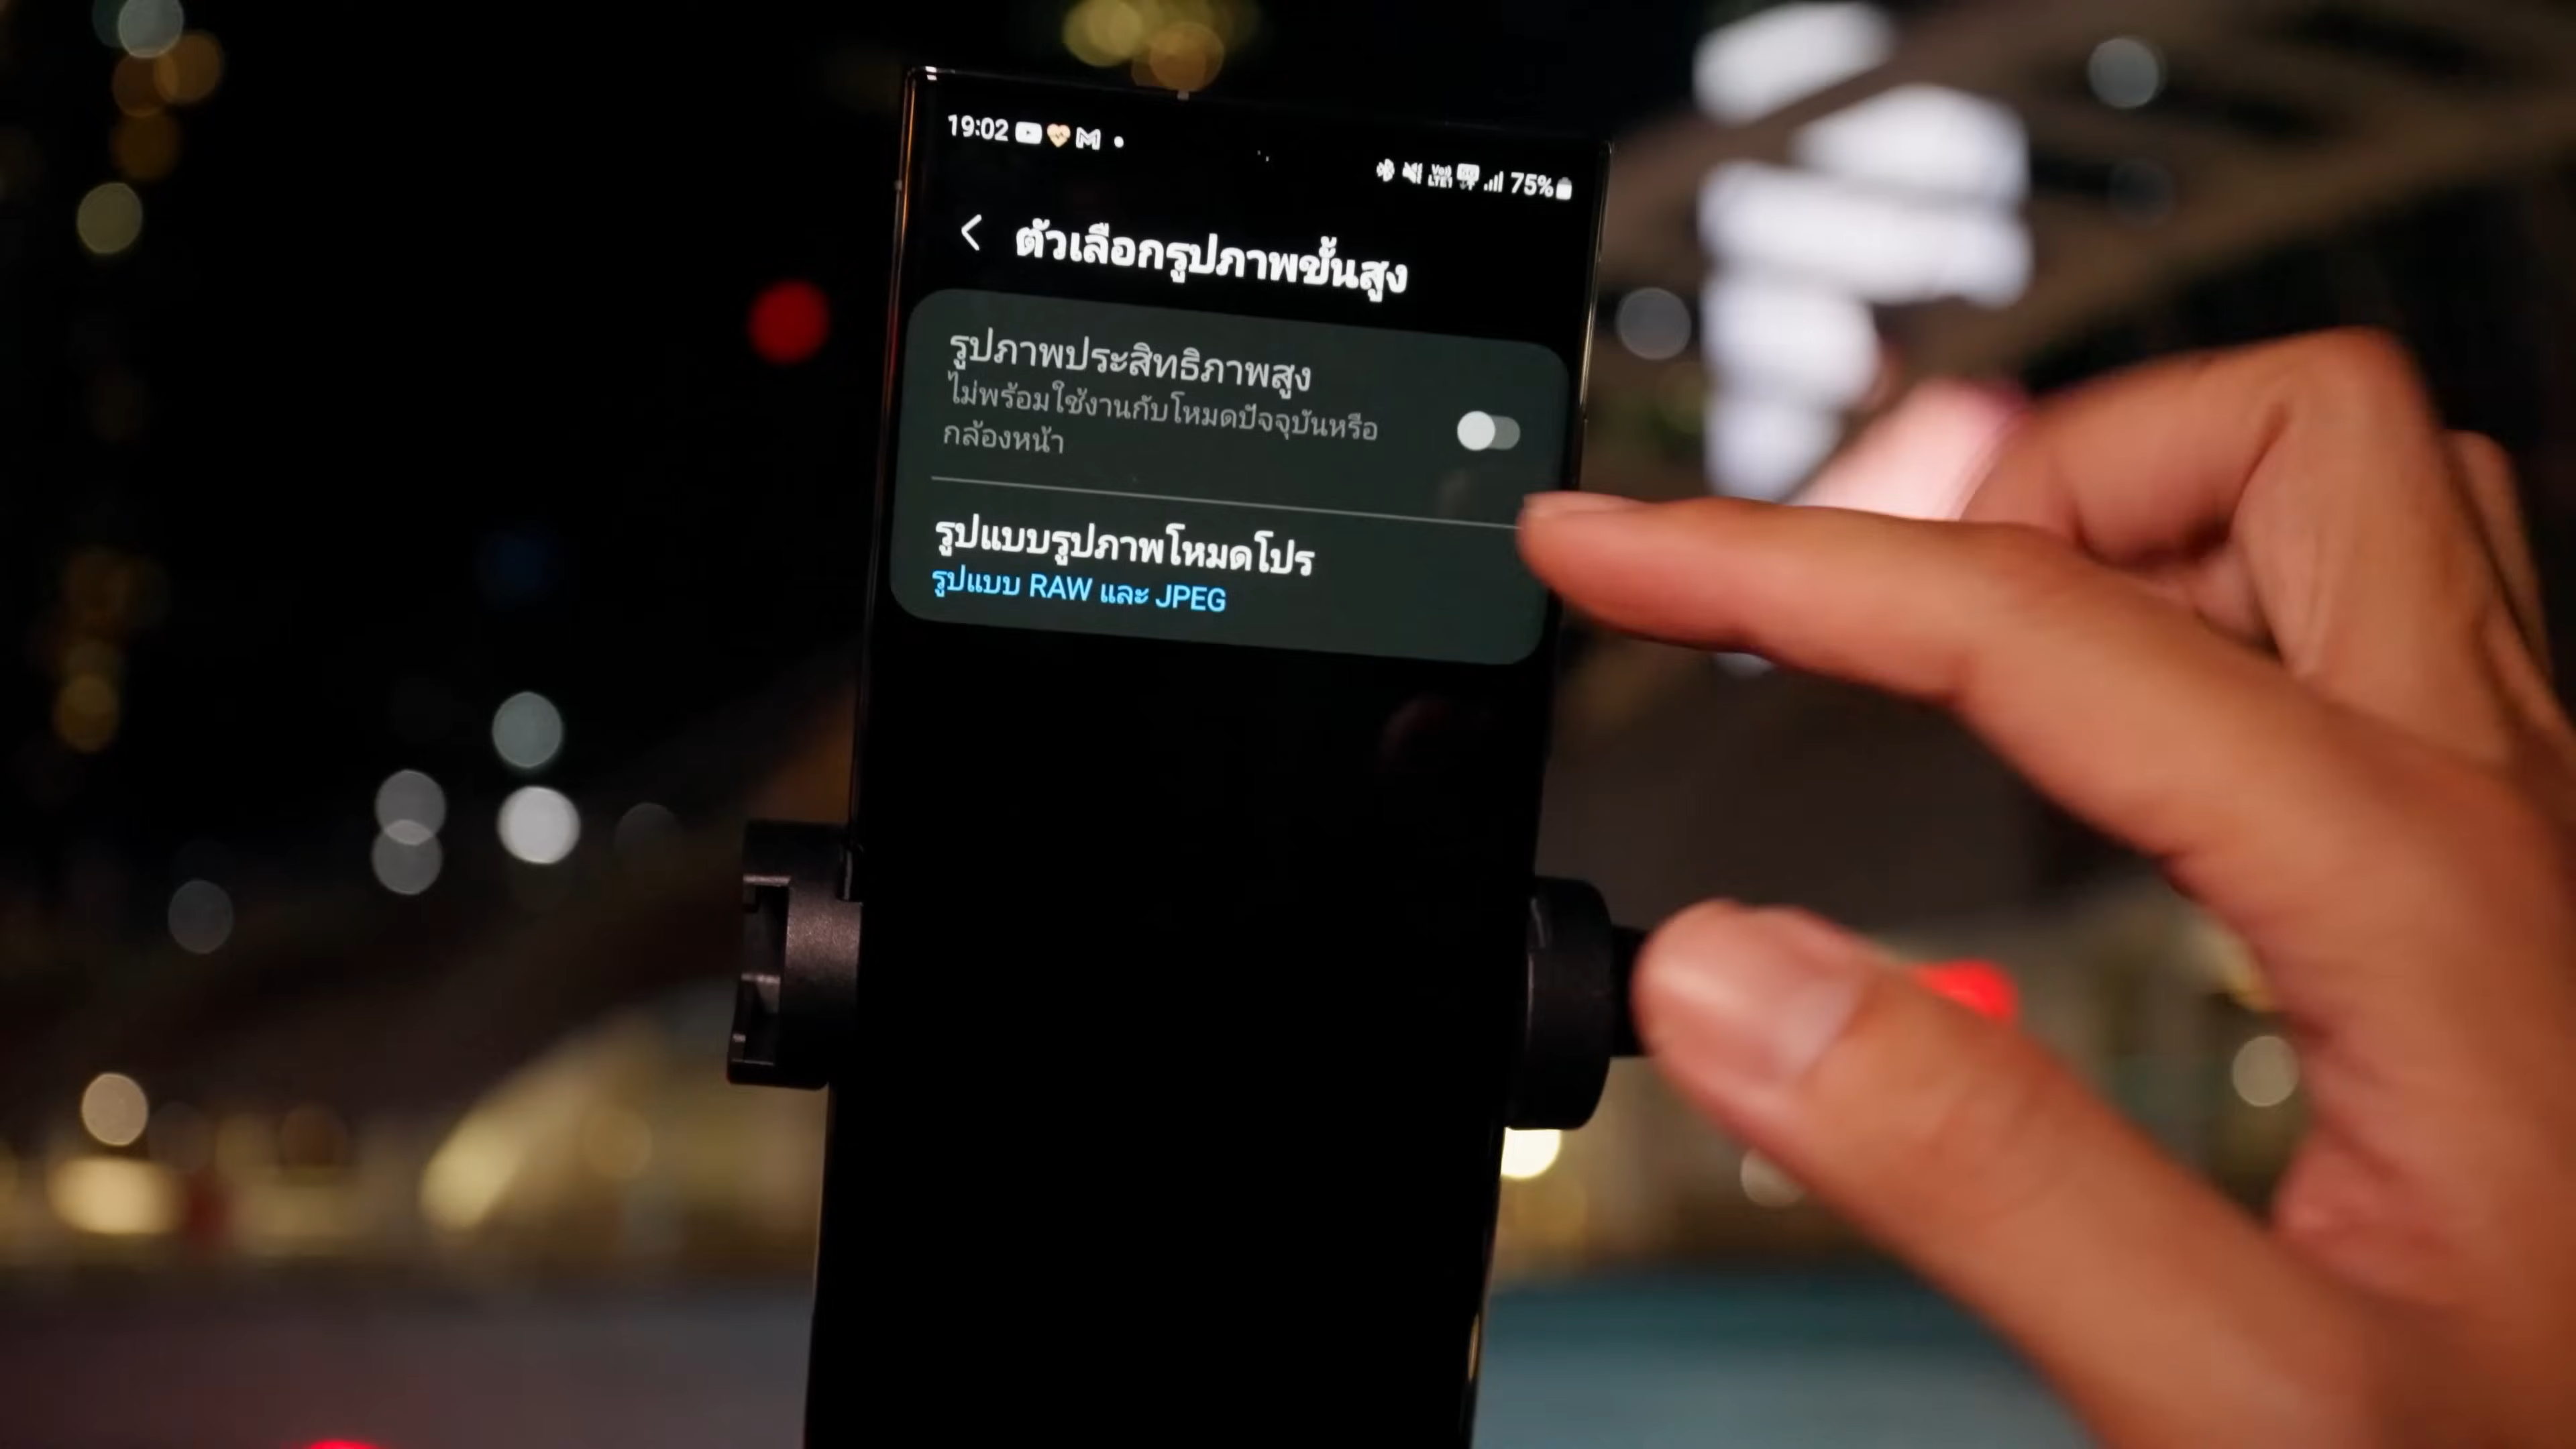 19:02
75%
ตัวเลือกรูปภาพขั้นสูง
รูปภาพประสิทธิภาพสูง
ไม่พร้อมใช้งานกับโหมดปัจจุบันหรือ
กล้องหน้า
รูปแบบรูปภาพโหมดโปร
รูปแบบ RAW และ JPEG